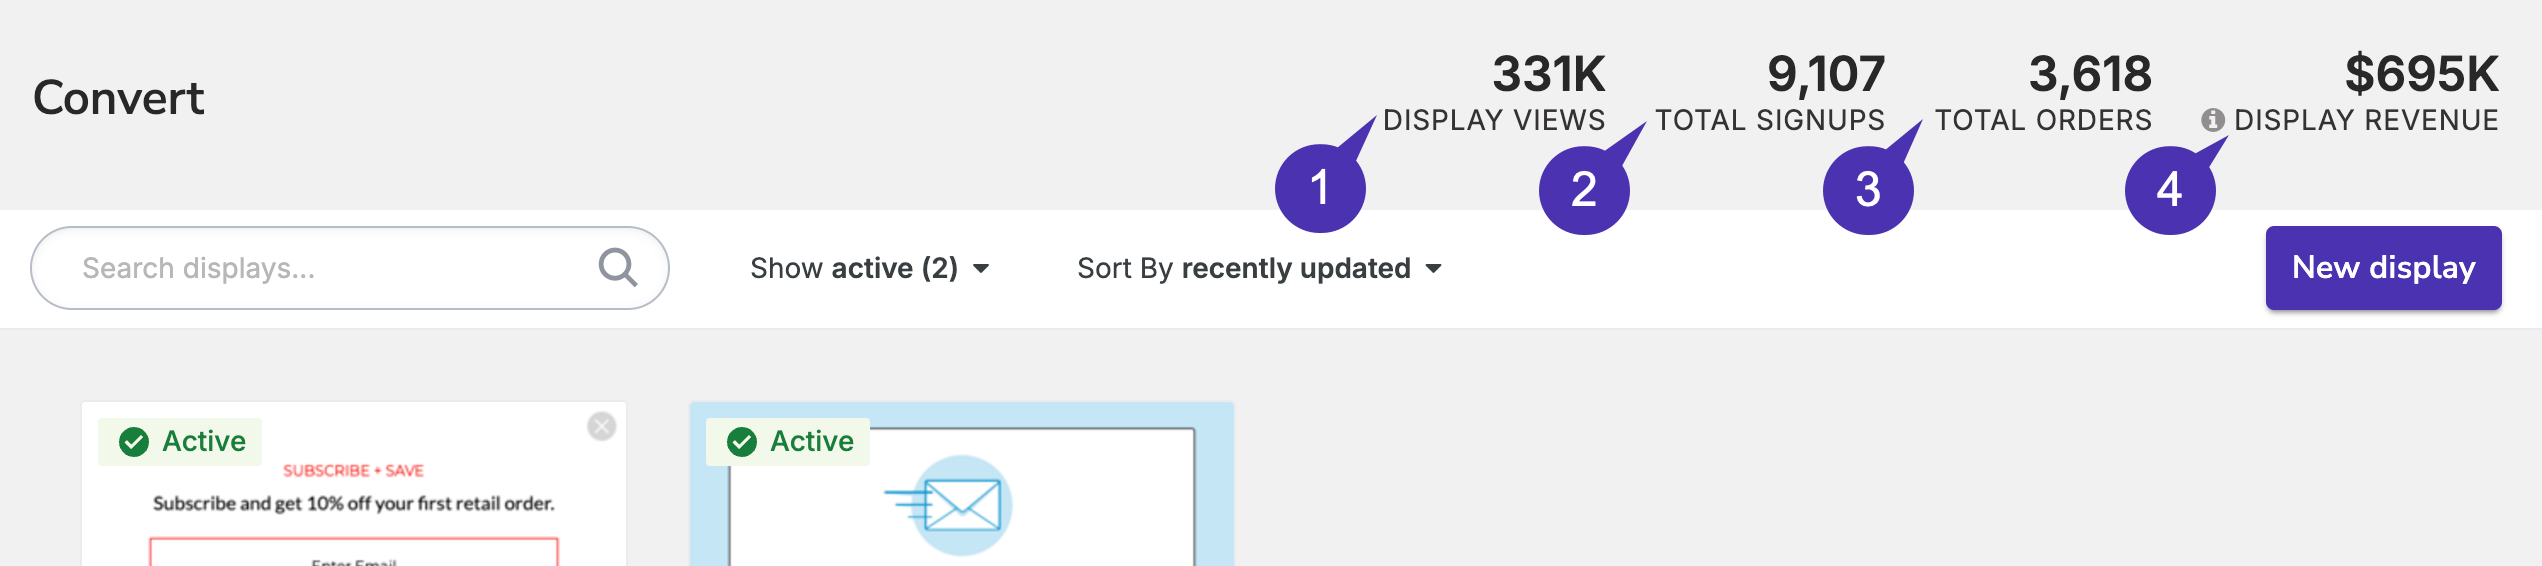 Convert
331K
DISPLAY VIEWS
9,107
TOTAL SIGNUPS
3,618
TOTAL ORDERS
$695K
DISPLAY REVENUE
1
2
3
4
Search displays...
Show active (2)
Sort By recently updated
New display
Active
SUBSCRIBE + SAVE
Subscribe and get 10% off your first retail order.
Enter Email
Active